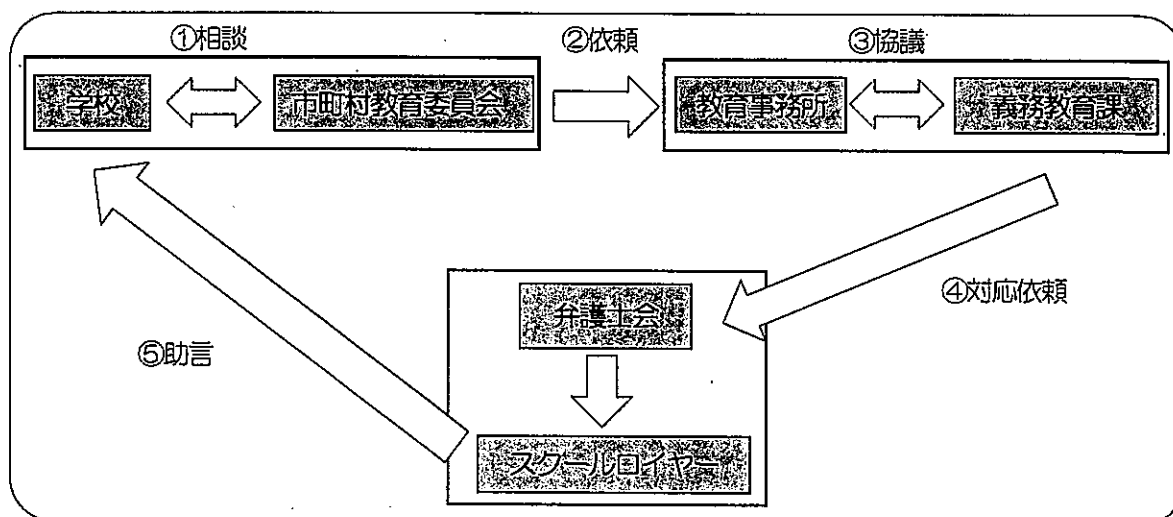 ①相談
②依頼
③協議
学校
市町村教育委員会
教育事務所
義務教育課
④対応依頼
弁護士会
⑤助言
スクールロイヤー